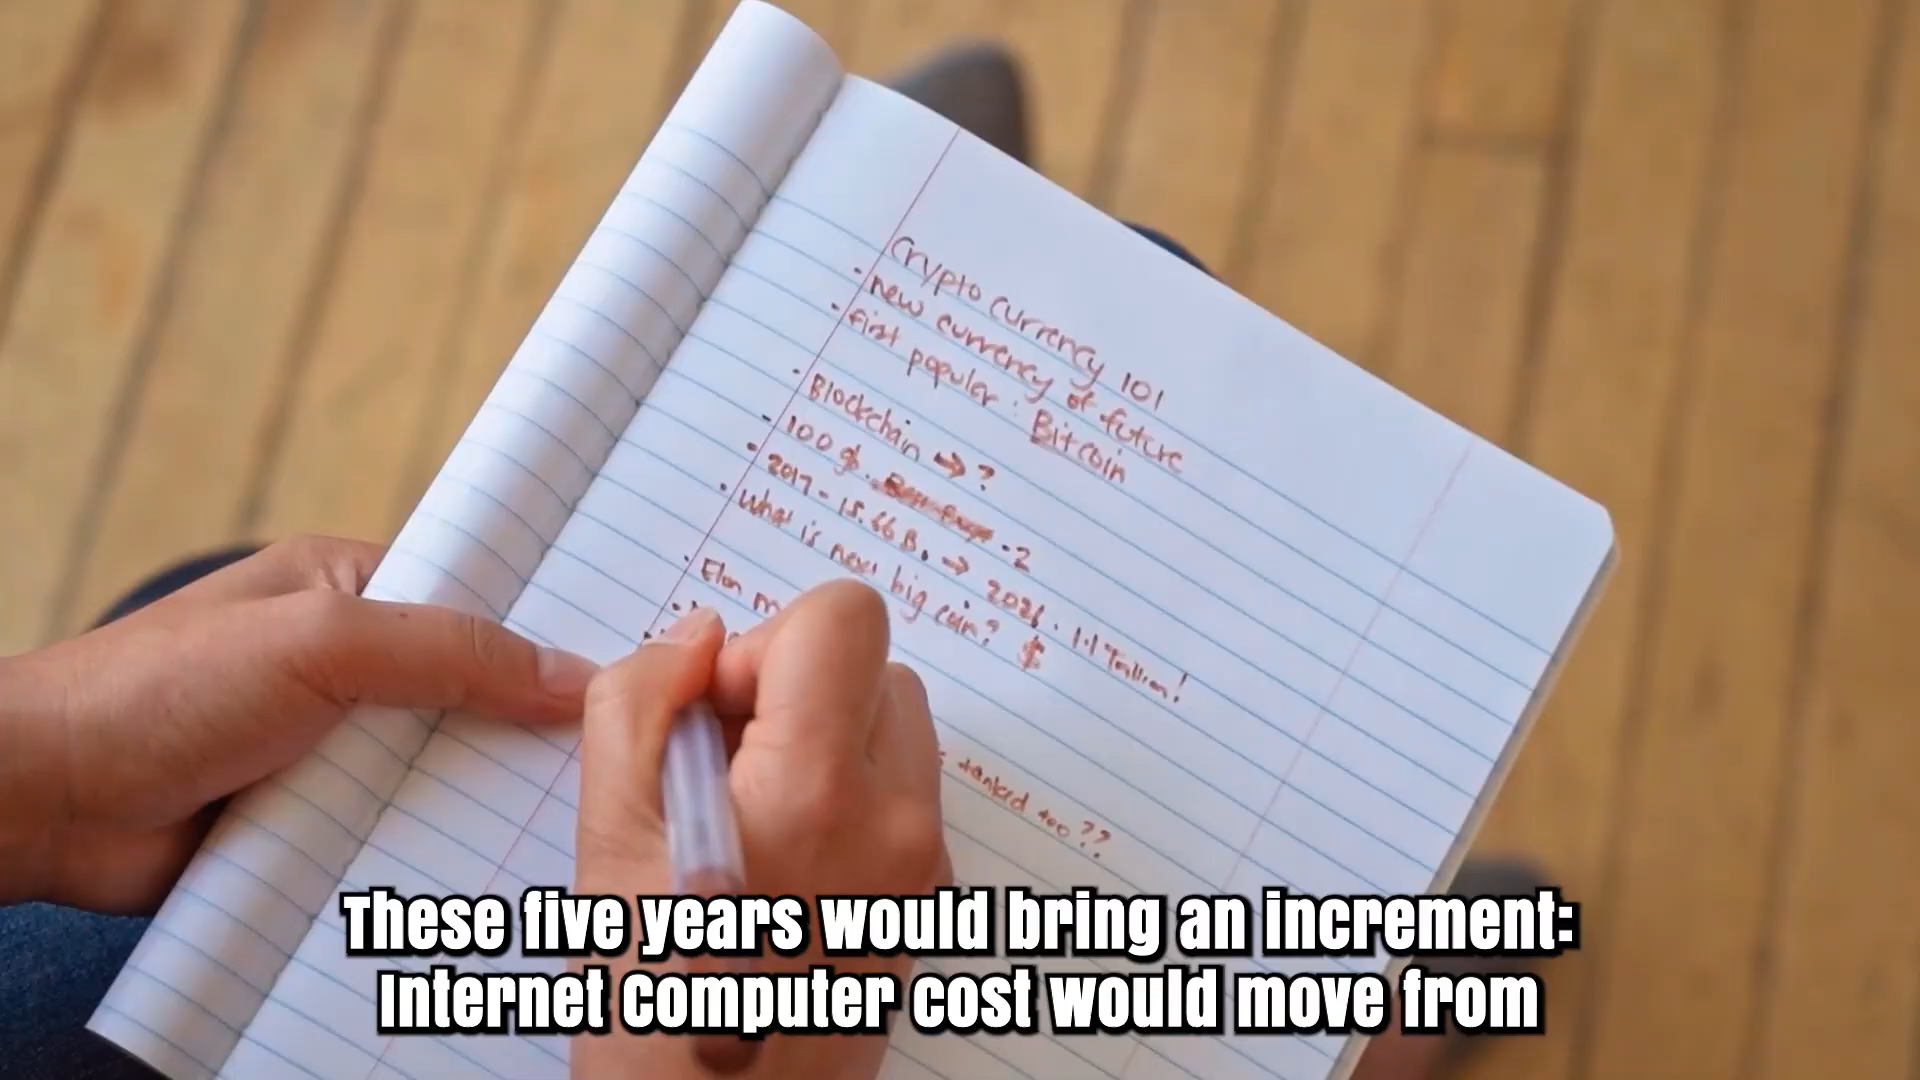 Crypto currency 101
• new currency of future
• first popular : Bitcoin
• Blockchain → ?
• 100 $. -2
• 2017 - 15.66 B. → 2021. 1.1 Trillion!
• What is next big coin? $
• Elon m
tanked too ??
These five years would bring an increment:
Internet Computer cost would move from